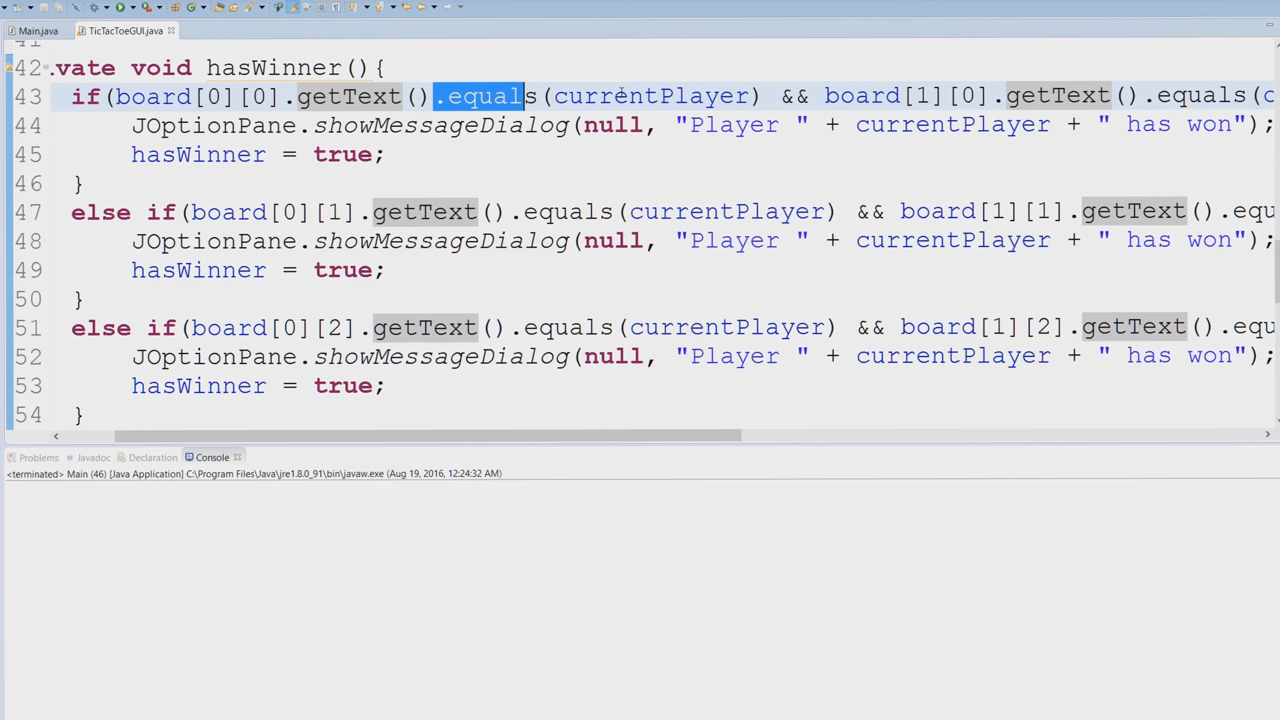 Main.java TicTacToeGUI.java
41
42 vate void hasWinner(){
43 if(board[0][0].getText().equals(currentPlayer) && board[1][0].getText().equals(c
44 JOptionPane.showMessageDialog(null, "Player " + currentPlayer + " has won");
45 hasWinner = true;
46 }
47 else if(board[0][1].getText().equals(currentPlayer) && board[1][1].getText().equ
48 JOptionPane.showMessageDialog(null, "Player " + currentPlayer + " has won");
49 hasWinner = true;
50 }
51 else if(board[0][2].getText().equals(currentPlayer) && board[1][2].getText().equ
52 JOptionPane.showMessageDialog(null, "Player " + currentPlayer + " has won");
53 hasWinner = true;
54 }
Problems Javadoc Declaration Console
<terminated> Main (46) [Java Application] C:\Program Files\Java\jre1.8.0_91\bin\javaw.exe (Aug 19, 2016, 12:24:32 AM)